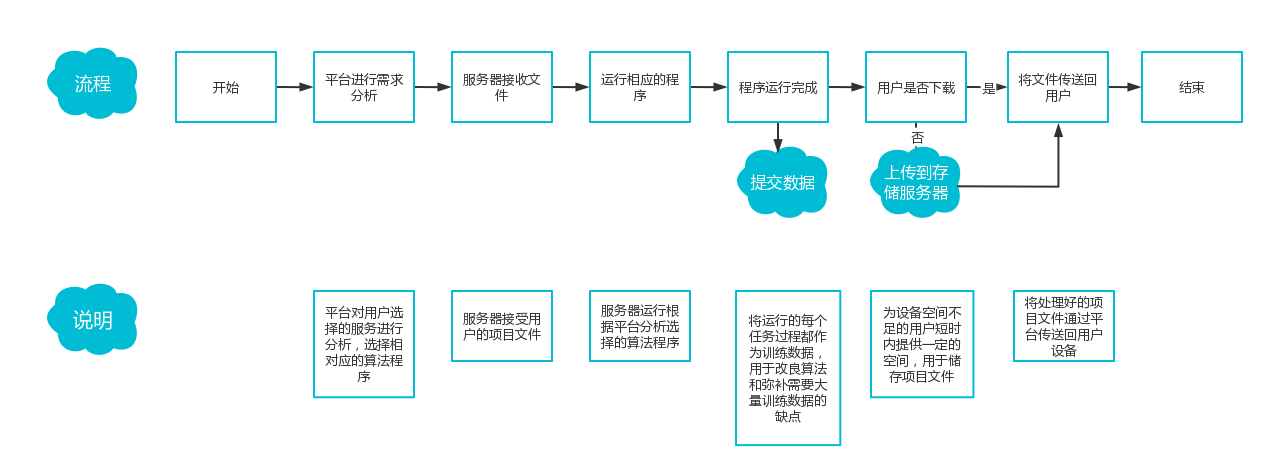 流程
开始
平台进行需求
分析
服务器接收文
件
运行相应的程
序
程序运行完成
用户是否下载
是
将文件传送回
用户
结束
否
提交数据
上传到存
储服务器
说明
平台对用户选
择的服务进行
分析，选择相
对应的算法程
序
服务器接受用
户的项目文件
服务器运行根
据平台分析选
择的算法程序
将运行的每个
任务过程都作
为训练数据，
用于改良算法
和弥补需要大
量训练数据的
缺点
为设备空间不
足的用户短时
内提供一定的
空间，用于储
存项目文件
将处理好的项
目文件通过平
台传送回用户
设备